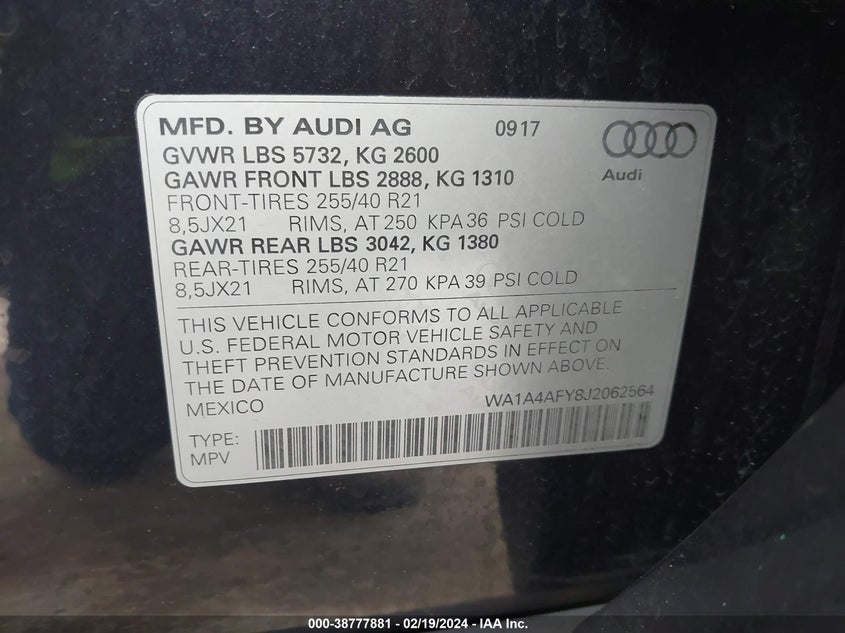 MFD. BY AUDI AG 0917
GVWR LBS 5732, KG 2600
GAWR FRONT LBS 2888, KG 1310
Audi
FRONT-TIRES 255/40 R21
8,5JX21 RIMS, AT 250 KPA 36 PSI COLD
GAWR REAR LBS 3042, KG 1380
REAR-TIRES 255/40 R21
8,5JX21 RIMS, AT 270 KPA 39 PSI COLD
THIS VEHICLE CONFORMS TO ALL APPLICABLE
U.S. FEDERAL MOTOR VEHICLE SAFETY AND
THEFT PREVENTION STANDARDS IN EFFECT ON
THE DATE OF MANUFACTURE SHOWN ABOVE.
MEXICO WA1A4AFY8J2062564
TYPE:
MPV
000-38777881 - 02/19/2024 - IAA Inc.